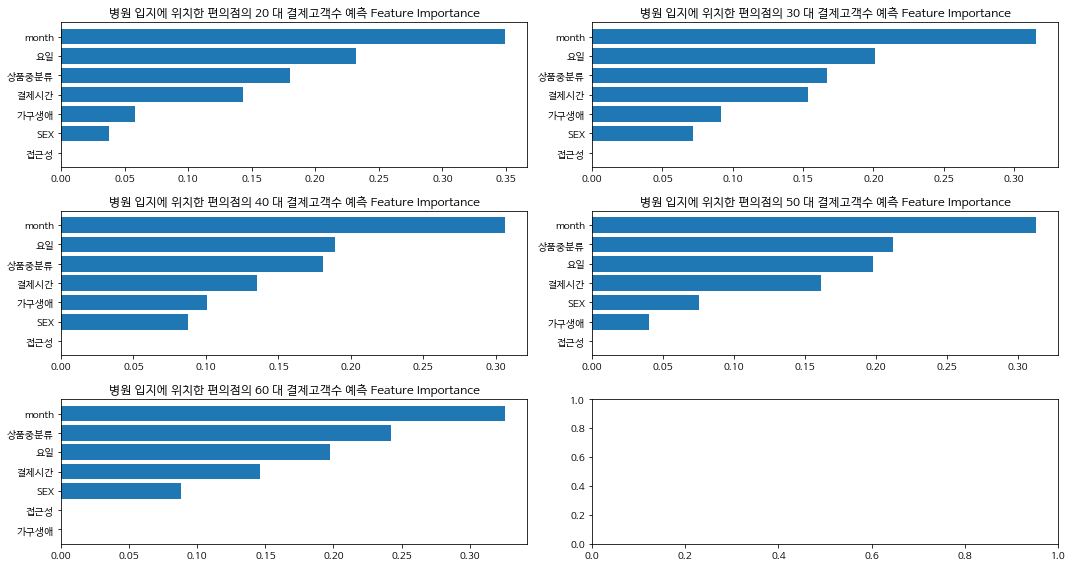 병원 입지에 위치한 편의점의 20 대 결제고객수 예측 Feature Importance
month
요일
상품중분류
결제시간
가구생애
SEX
접근성
0.00 0.05 0.10 0.15 0.20 0.25 0.30 0.35
병원 입지에 위치한 편의점의 30 대 결제고객수 예측 Feature Importance
month
요일
상품중분류
결제시간
가구생애
SEX
접근성
0.00 0.05 0.10 0.15 0.20 0.25 0.30
병원 입지에 위치한 편의점의 40 대 결제고객수 예측 Feature Importance
month
요일
상품중분류
결제시간
가구생애
SEX
접근성
0.00 0.05 0.10 0.15 0.20 0.25 0.30
병원 입지에 위치한 편의점의 50 대 결제고객수 예측 Feature Importance
month
상품중분류
요일
결제시간
SEX
가구생애
접근성
0.00 0.05 0.10 0.15 0.20 0.25 0.30
병원 입지에 위치한 편의점의 60 대 결제고객수 예측 Feature Importance
month
상품중분류
요일
결제시간
SEX
접근성
가구생애
0.00 0.05 0.10 0.15 0.20 0.25 0.30
1.0
0.8
0.6
0.4
0.2
0.0
0.0 0.2 0.4 0.6 0.8 1.0